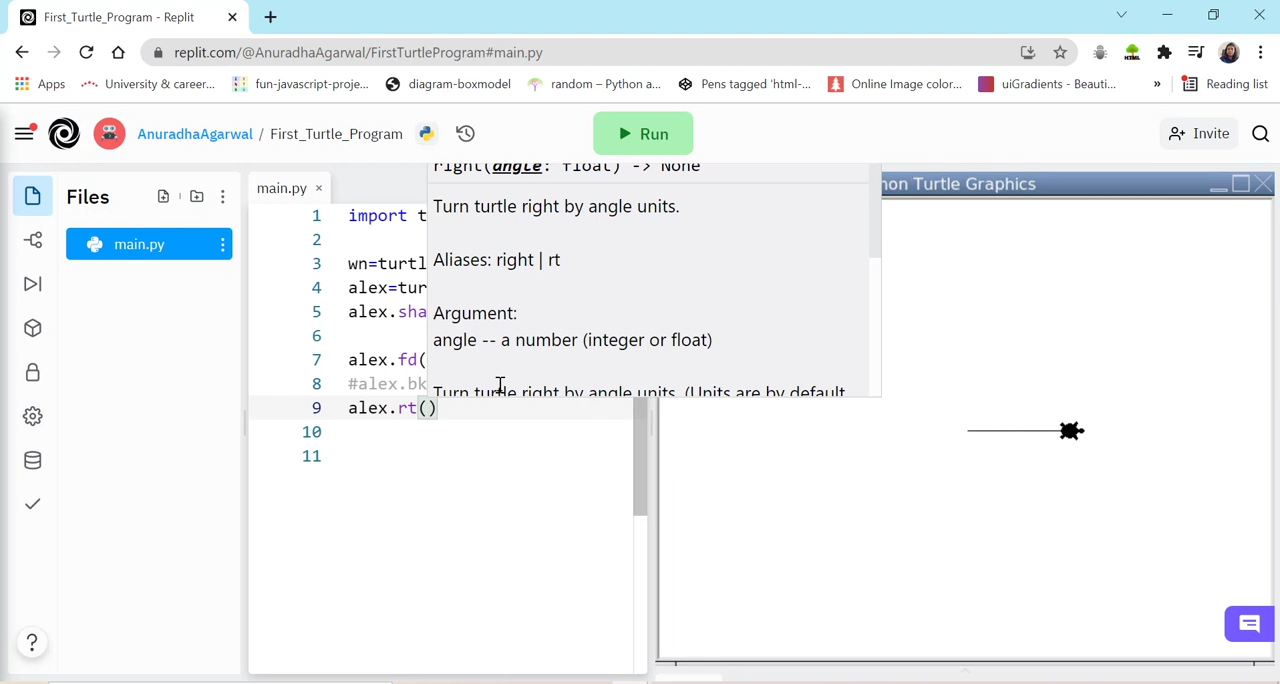 First_Turtle_Program - Replit
replit.com/@AnuradhaAgarwal/FirstTurtleProgram#main.py
Apps University & career... fun-javascript-proje... diagram-boxmodel random – Python a... Pens tagged 'html-... Online Image color... uiGradients - Beauti... » Reading list
AnuradhaAgarwal / First_Turtle_Program Run Invite
Files
main.py
main.py
right(angle: float) -> None
Turn turtle right by angle units.
Aliases: right | rt
Argument:
angle -- a number (integer or float)
Turn turtle right by angle units. (Units are by default
1 import t
2
3 wn=turtl
4 alex=tur
5 alex.sha
6
7 alex.fd(
8 #alex.bk
9 alex.rt()
10
11
hon Turtle Graphics
?